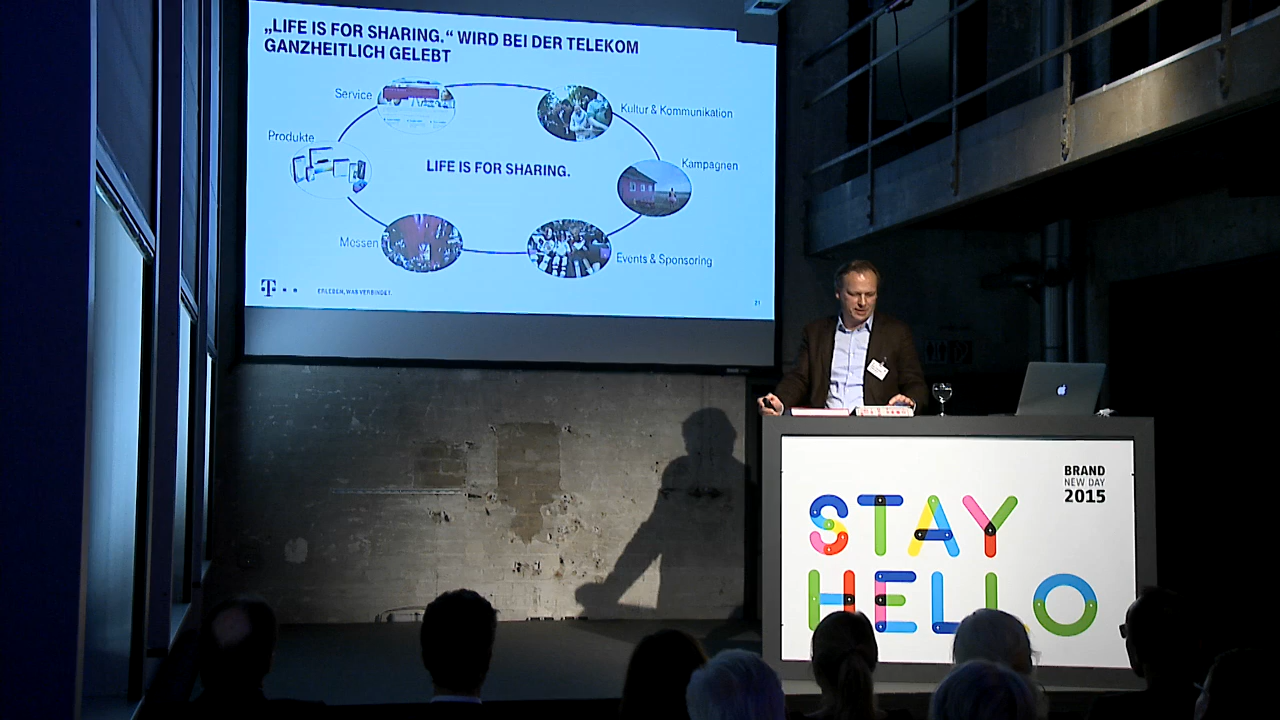 „LIFE IS FOR SHARING.“ WIRD BEI DER TELEKOM
GANZHEITLICH GELEBT
Service
Kultur & Kommunikation
Produkte
LIFE IS FOR SHARING.
Kampagnen
Messen
Events & Sponsoring
T
ERLEBEN, WAS VERBINDET.
21
BRAND
NEW DAY
2015
STAY
HELLO